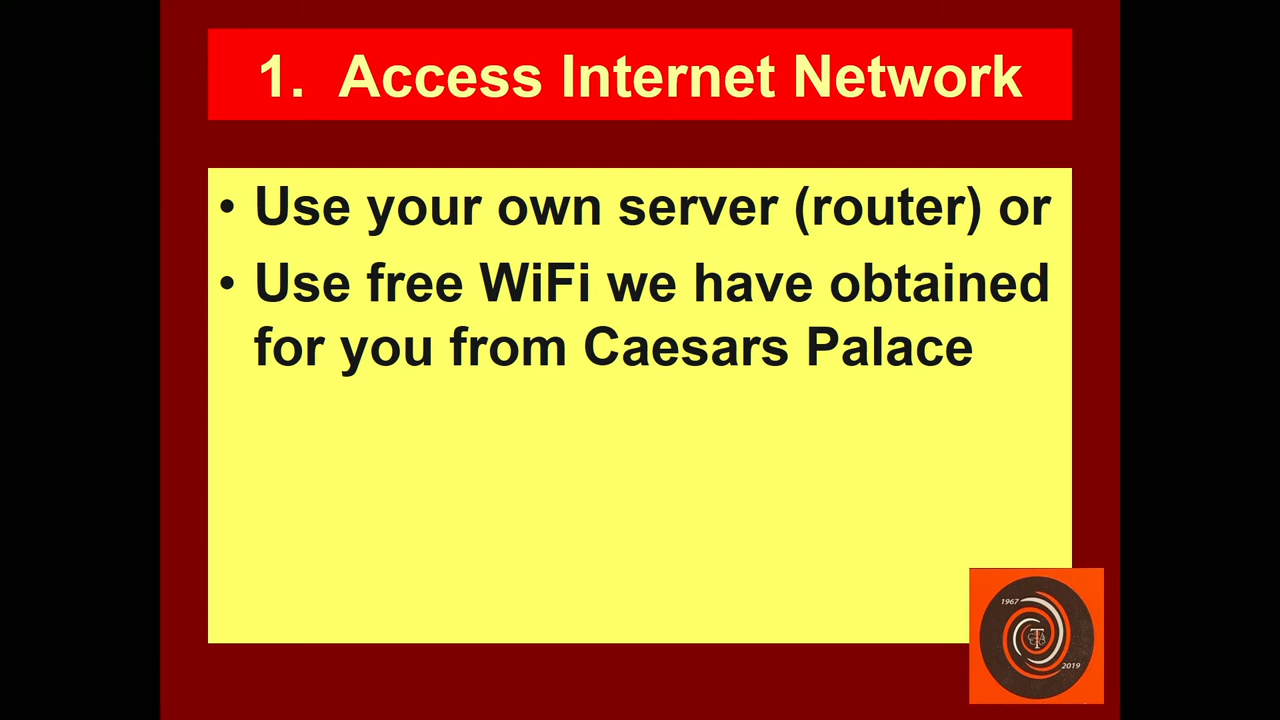 1. Access Internet Network
• Use your own server (router) or
• Use free WiFi we have obtained
for you from Caesars Palace
1967
2019